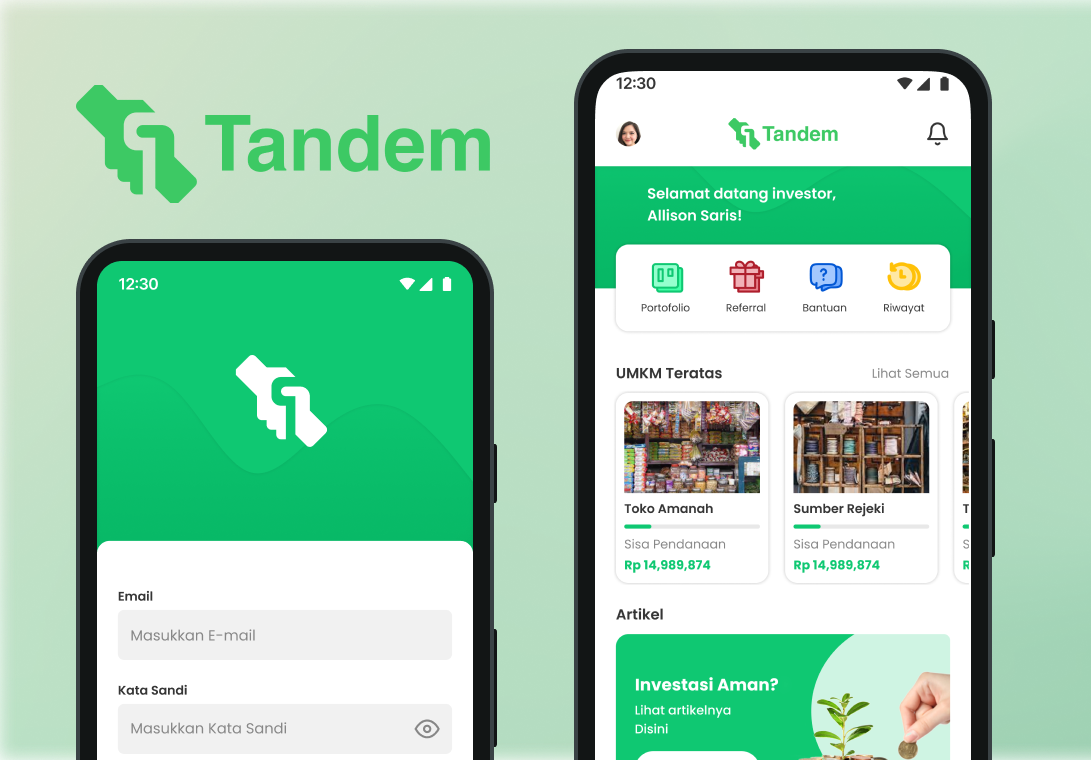 Tandem
12:30
Email
Masukkan E-mail
Kata Sandi
Masukkan Kata Sandi
12:30
Tandem
Selamat datang investor,
Allison Saris!
Portofolio
Referral
Bantuan
Riwayat
UMKM Teratas
Lihat Semua
Toko Amanah
Sisa Pendanaan
Rp 14,989,874
Sumber Rejeki
Sisa Pendanaan
Rp 14,989,874
T
S
R
Artikel
Investasi Aman?
Lihat artikelnya
Disini